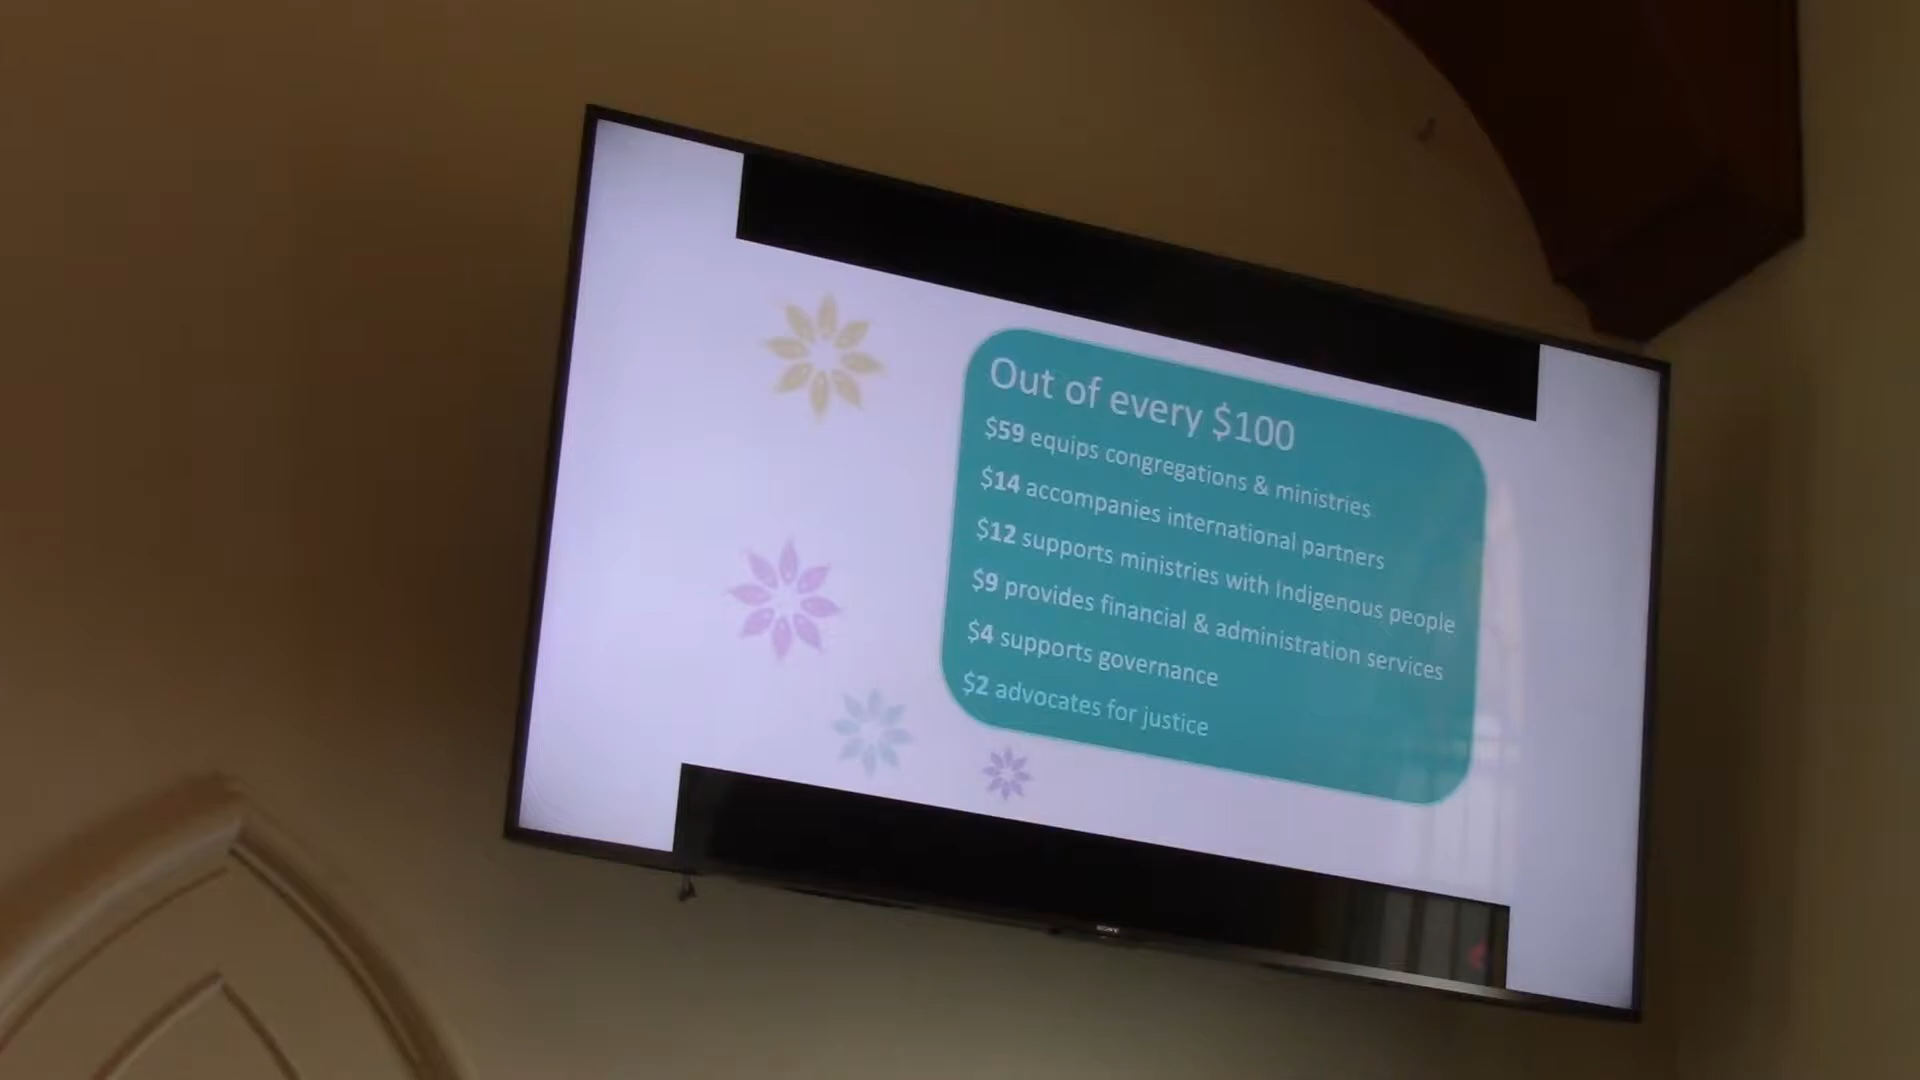 Out of every $100
$59 equips congregations & ministries
$14 accompanies international partners
$12 supports ministries with Indigenous people
$9 provides financial & administration services
$4 supports governance
$2 advocates for justice
SONY